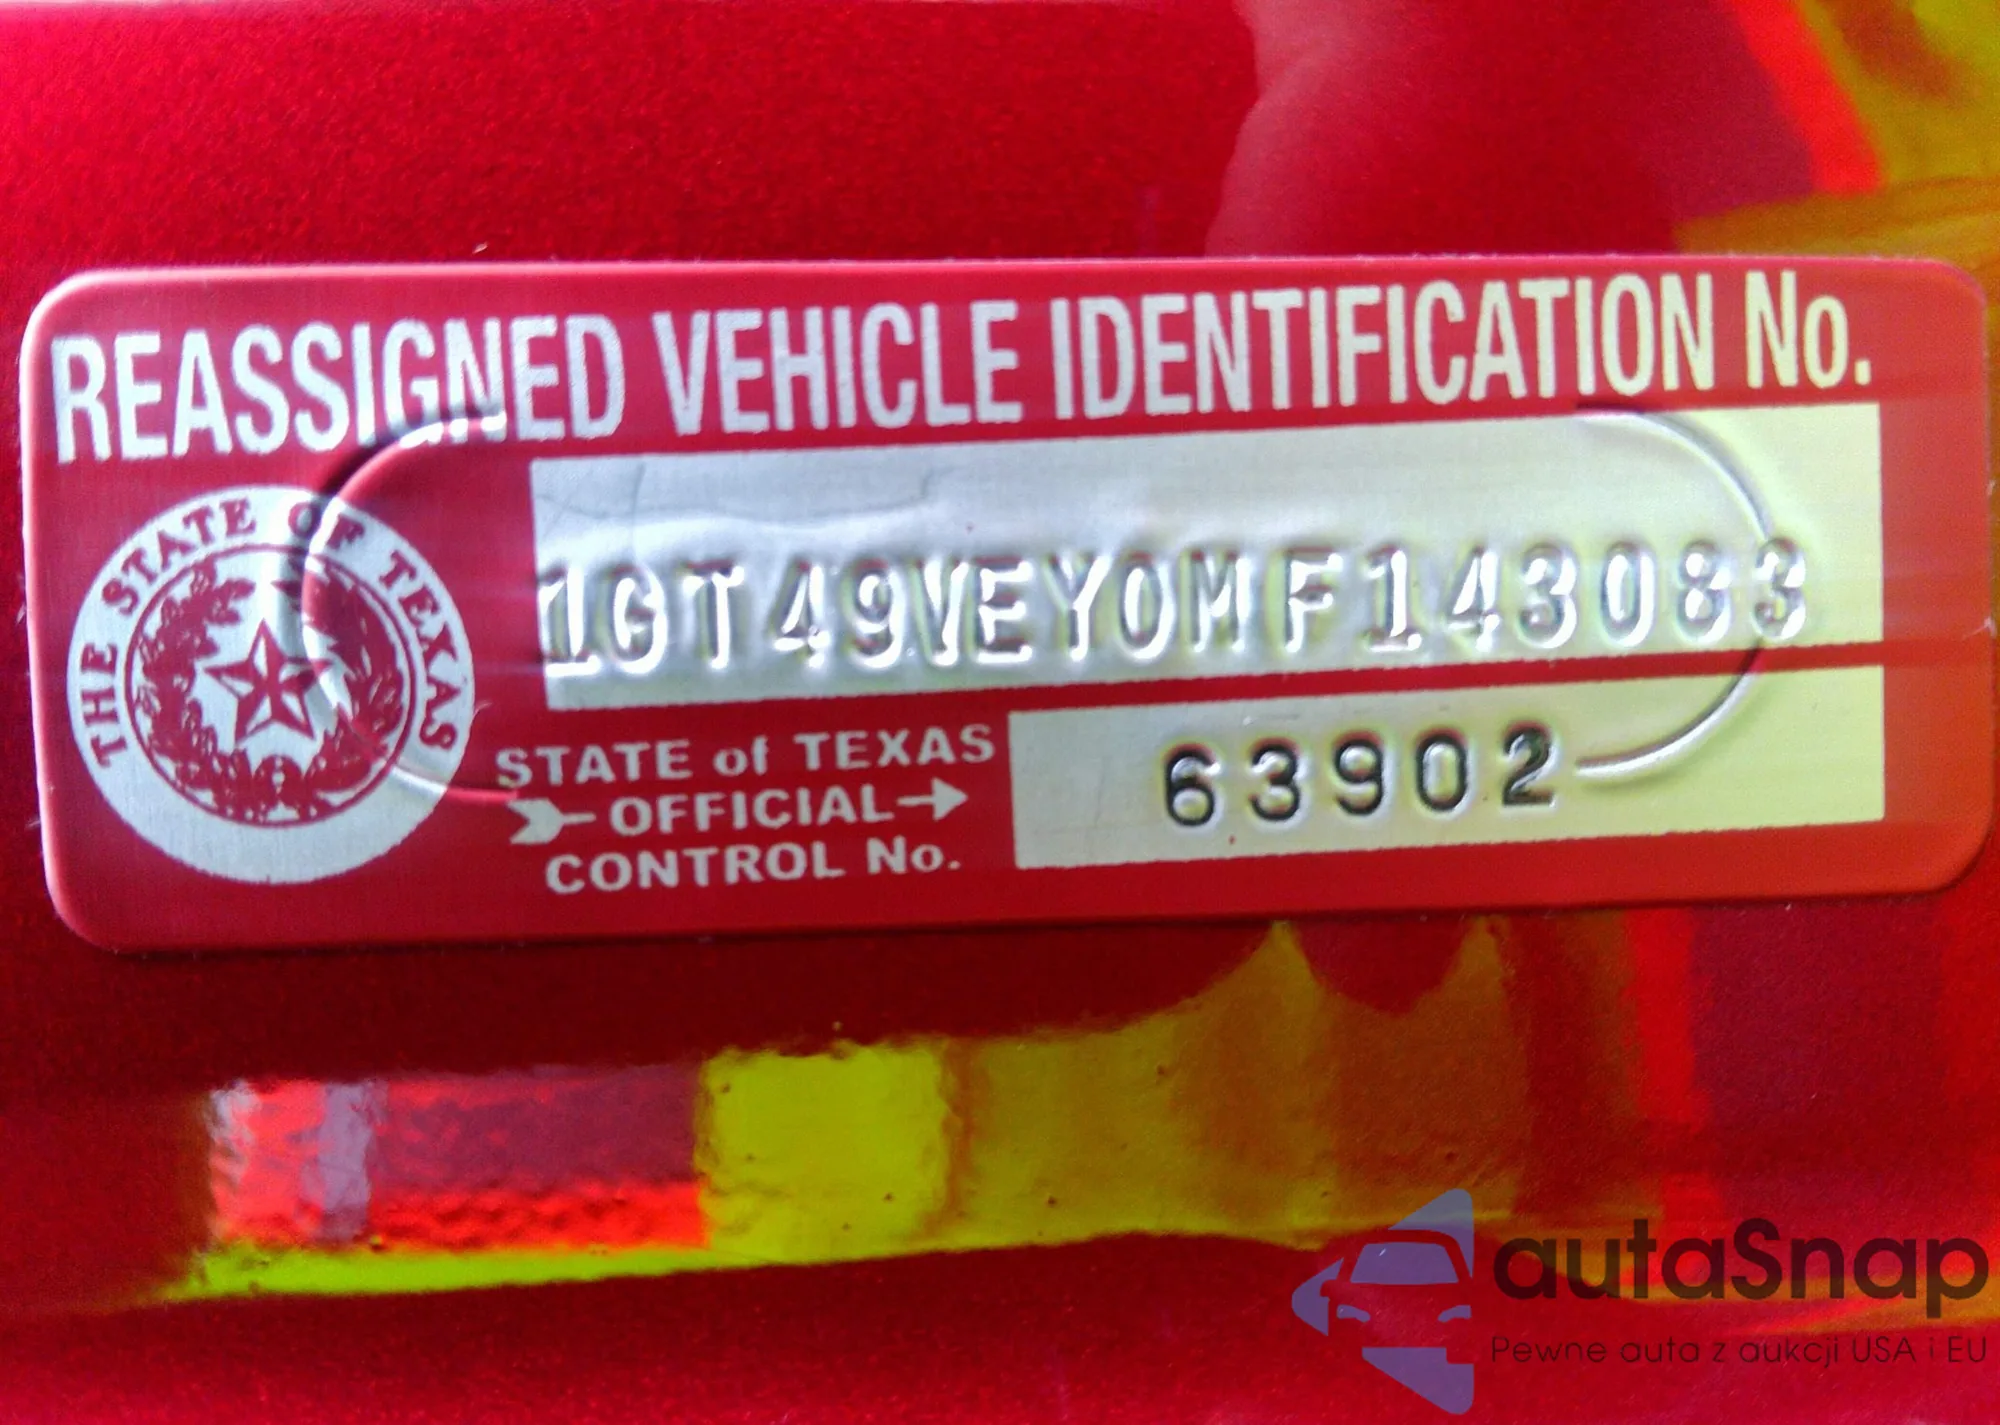 REASSIGNED VEHICLE IDENTIFICATION No.
THE STATE OF TEXAS
1GT49VEY0MF143083
STATE of TEXAS
OFFICIAL
CONTROL No.
63902
autaSnap
Pewne auta z aukcji USA i EU